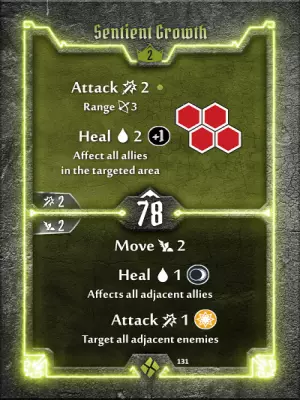 Sentient Growth
2
Attack 2
Range 3
Heal 2 +1
Affect all allies
in the targeted area
2
78
2
Move 2
Heal 1
Affects all adjacent allies
Attack 1
Target all adjacent enemies
131